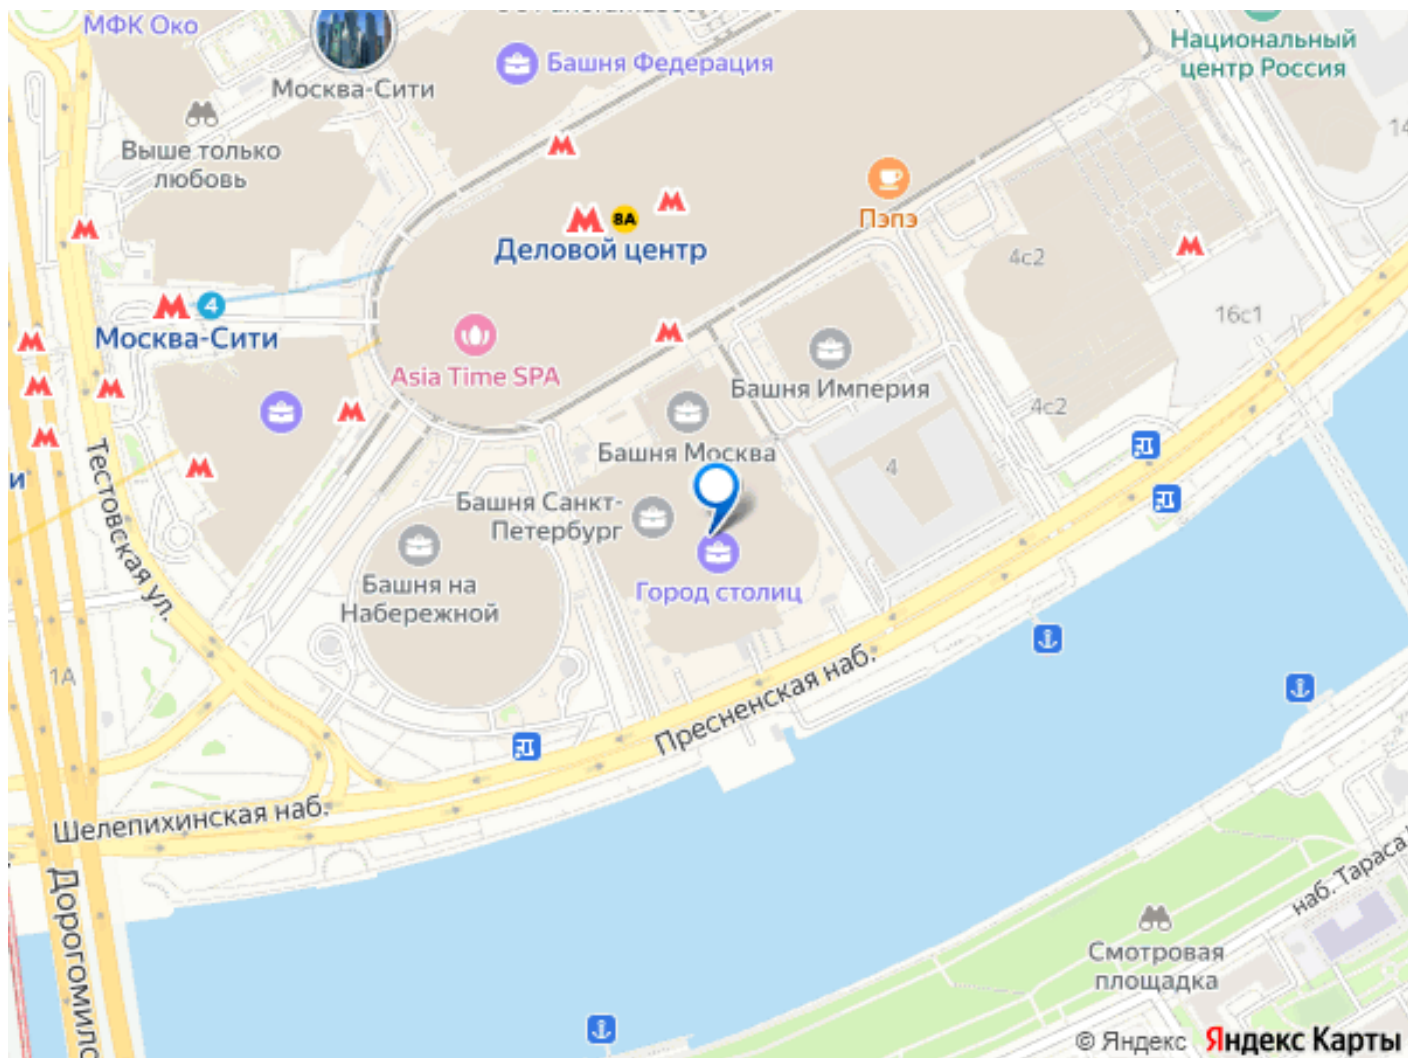 МФК Око
Москва-Сити
Башня Федерация
Национальный
центр Россия
Выше только
любовь
14
Пэпэ
8А
Деловой центр
4с2
4
Москва-Сити
16с1
Asia Time SPA
Башня Империя
4с2
Башня Москва
4
и
Башня Санкт-
Петербург
Тестовская ул.
Башня на
Набережной
Город столиц
1А
Пресненская наб.
Шелепихинская наб.
Дорогомило
наб. Тараса
Смотровая
площадка
© Яндекс Яндекс Карты